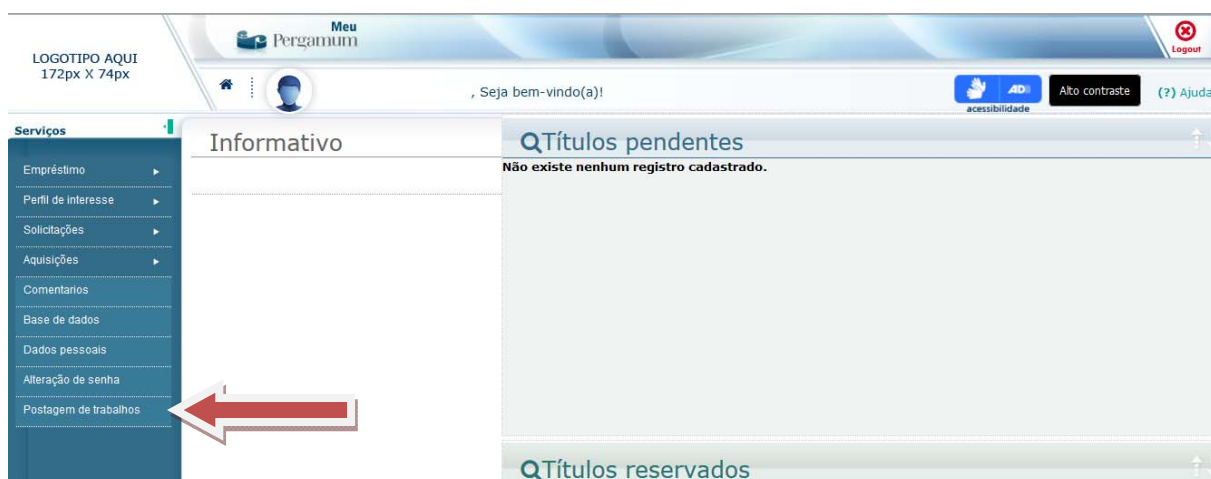 LOGOTIPO AQUI
172px X 74px
Meu
Pergamum
Logout
, Seja bem-vindo(a)!
acessibilidade
AD))
Alto contraste
(?) Ajuda
Serviços
Empréstimo
Perfil de interesse
Solicitações
Aquisições
Comentarios
Base de dados
Dados pessoais
Alteração de senha
Postagem de trabalhos
Informativo
Títulos pendentes
Não existe nenhum registro cadastrado.
Títulos reservados